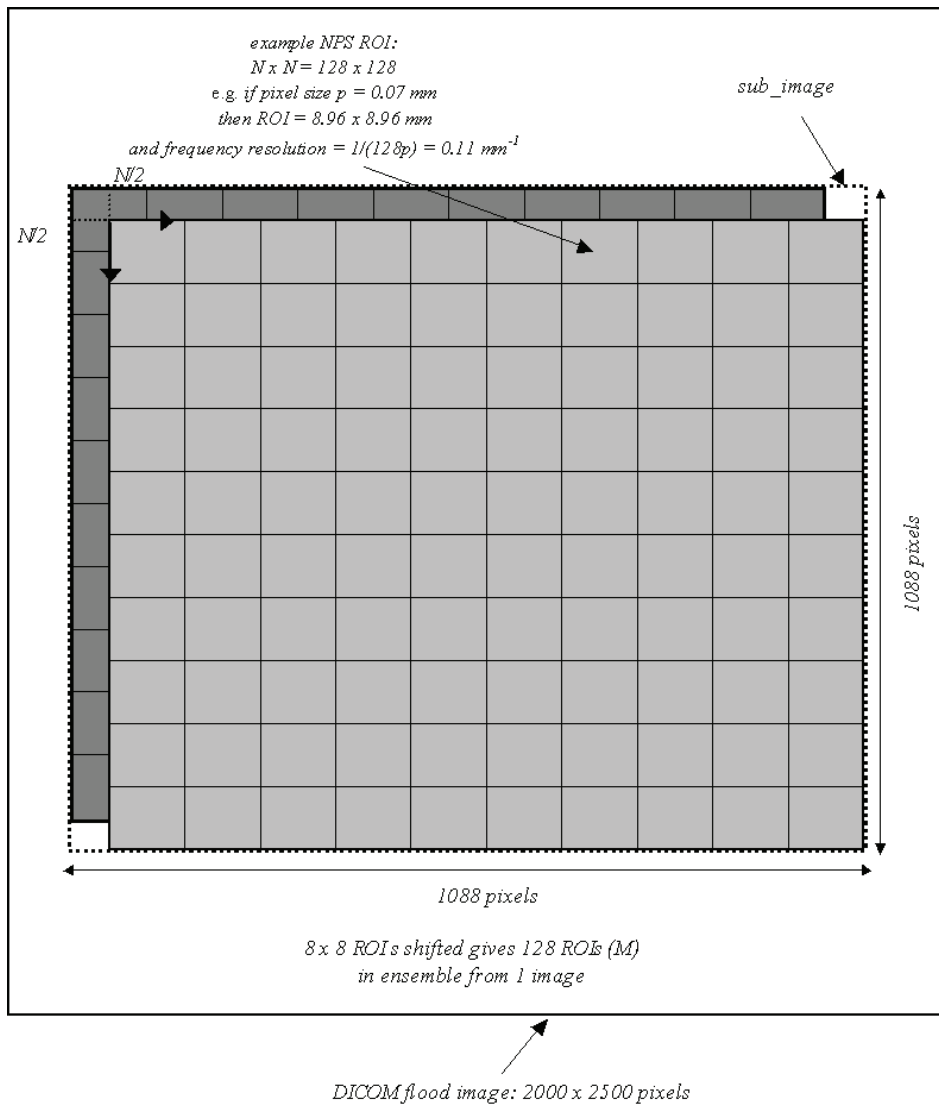 example NPS ROI:
N x N = 128 x 128
e.g. if pixel size p = 0.07 mm
then ROI = 8.96 x 8.96 mm
and frequency resolution = 1/(128p) = 0.11 mm⁻¹
sub_image
N/2
N/2
1088 pixels
1088 pixels
8 x 8 ROIs shifted gives 128 ROIs (M)
in ensemble from 1 image
DICOM flood image: 2000 x 2500 pixels